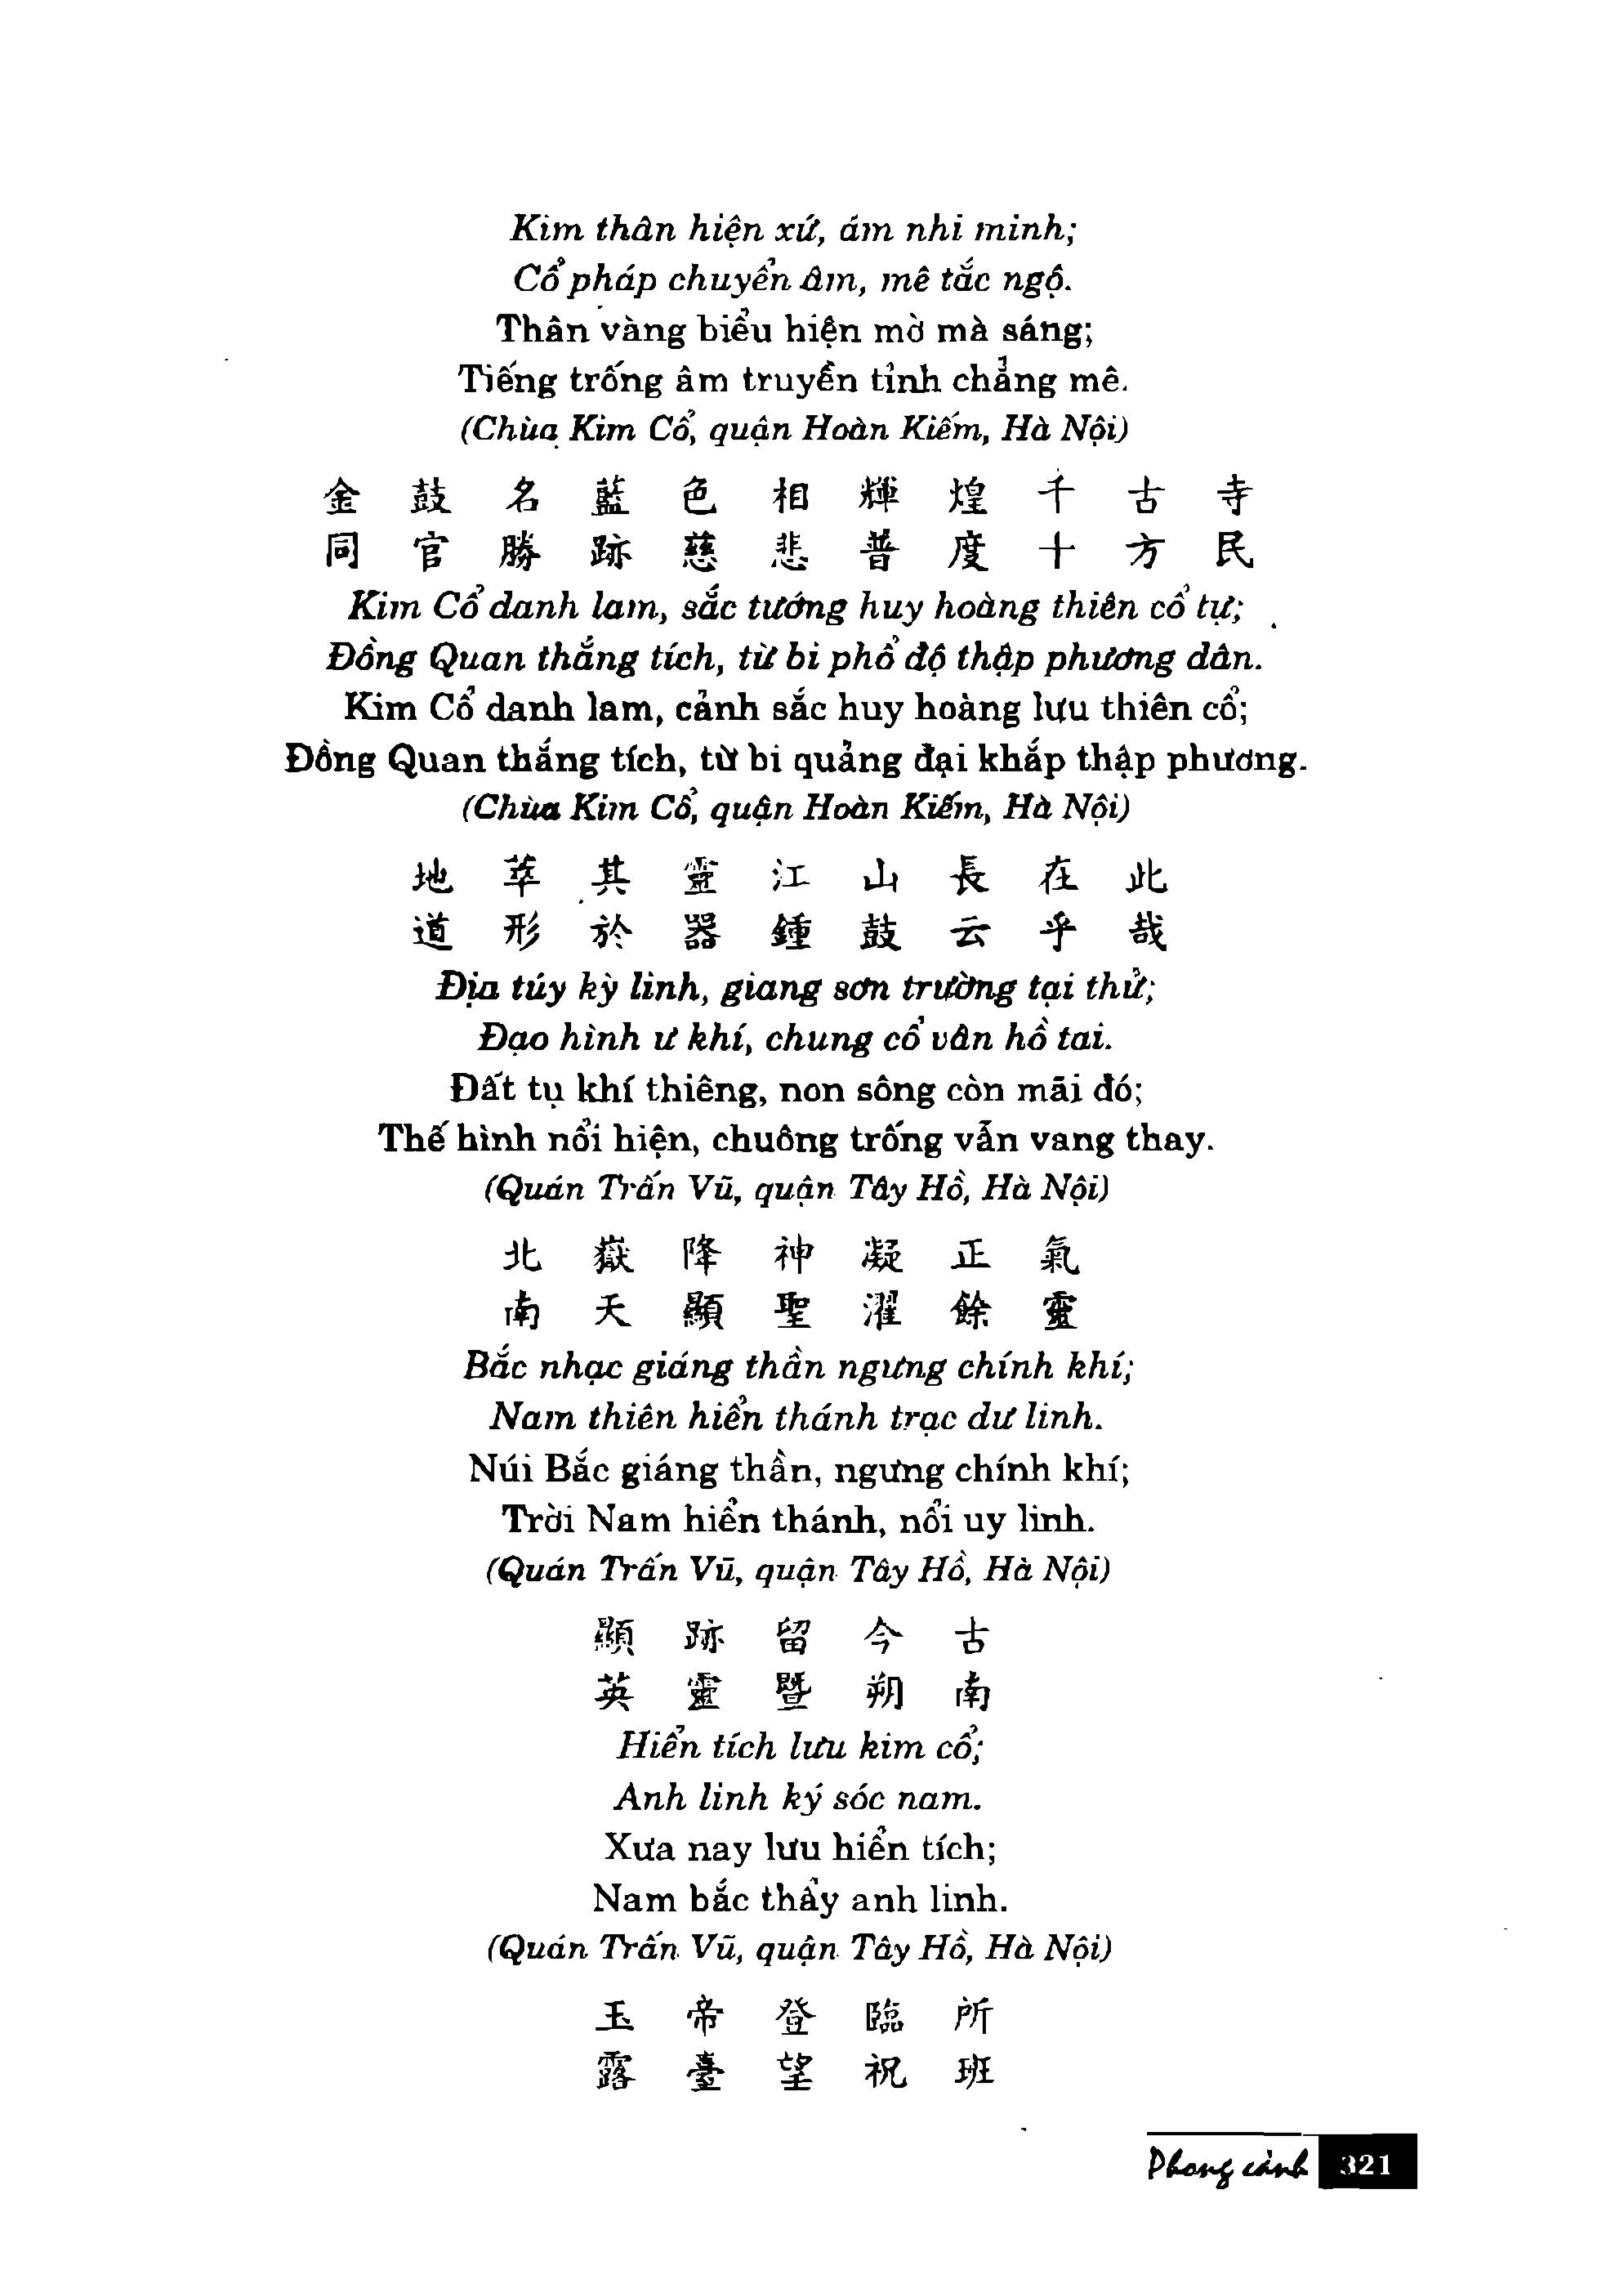 Kim thân hiện xứ, ám nhi minh;
Cổ pháp chuyển âm, mê tắc ngộ.
Thân vàng biểu hiện mờ mà sáng;
Tiếng trống âm truyền tỉnh chẳng mê.
(Chùa Kim Cổ, quận Hoàn Kiếm, Hà Nội)
金 鼓 名 藍 色 相 輝 煌 千 古 寺
同 官 勝 跡 慈 悲 普 度 十 方 民
Kim Cổ danh lam, sắc tướng huy hoàng thiên cổ tự;
Đồng Quan thắng tích, từ bi phổ độ thập phương dân.
Kim Cổ danh lam, cảnh sắc huy hoàng lưu thiên cổ;
Đồng Quan thắng tích, từ bi quảng đại khắp thập phương.
(Chùa Kim Cổ, quận Hoàn Kiếm, Hà Nội)
地 萃 其 靈 江 山 長 在 此
道 形 於 器 鍾 鼓 云 乎 哉
Địa túy kỳ linh, giang sơn trường tại thử;
Đạo hình ư khí, chung cổ vân hồ tai.
Đất tụ khí thiêng, non sông còn mãi đó;
Thế hình nổi hiện, chuông trống vẫn vang thay.
(Quán Trấn Vũ, quận Tây Hồ, Hà Nội)
北 嶽 降 神 凝 正 氣
南 天 顯 聖 濯 餘 靈
Bắc nhạc giáng thần ngưng chính khí;
Nam thiên hiển thánh trạc dư linh.
Núi Bắc giáng thần, ngưng chính khí;
Trời Nam hiển thánh, nổi uy linh.
(Quán Trấn Vũ, quận Tây Hồ, Hà Nội)
顯 跡 留 今 古
英 靈 暨 朔 南
Hiển tích lưu kim cổ;
Anh linh ký sóc nam.
Xưa nay lưu hiển tích;
Nam bắc thẩy anh linh.
(Quán Trấn Vũ, quận Tây Hồ, Hà Nội)
玉 帝 登 臨 所
露 臺 望 祝 班
Phong cảnh 321